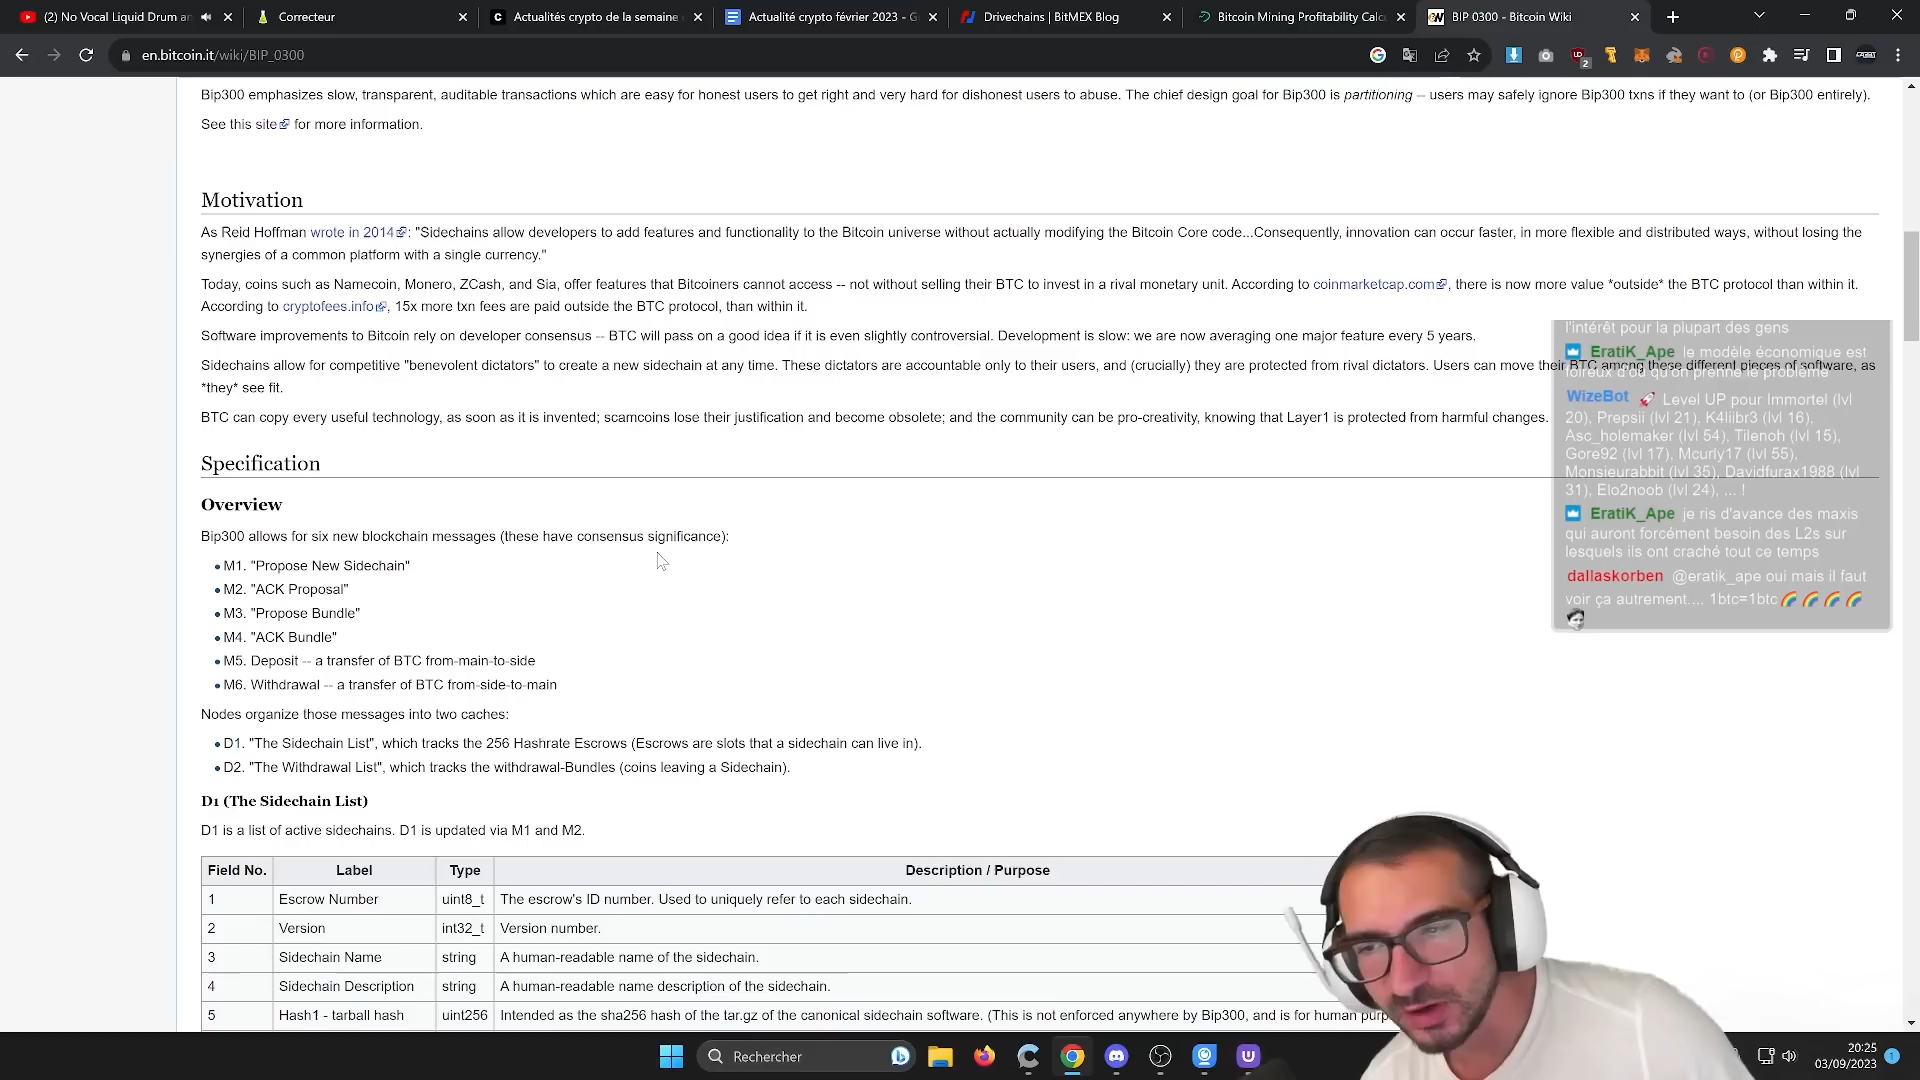 (2) No Vocal Liquid Drum an
Correcteur
Actualités crypto de la semaine
Actualité crypto février 2023 - G
Drivechains | BitMEX Blog
Bitcoin Mining Profitability Calc
BIP 0300 - Bitcoin Wiki
en.bitcoin.it/wiki/BIP_0300
2
Bip300 emphasizes slow, transparent, auditable transactions which are easy for honest users to get right and very hard for dishonest users to abuse. The chief design goal for Bip300 is partitioning -- users may safely ignore Bip300 txns if they want to (or Bip300 entirely).
See this site for more information.
Motivation
As Reid Hoffman wrote in 2014: "Sidechains allow developers to add features and functionality to the Bitcoin universe without actually modifying the Bitcoin Core code...Consequently, innovation can occur faster, in more flexible and distributed ways, without losing the
synergies of a common platform with a single currency."
Today, coins such as Namecoin, Monero, ZCash, and Sia, offer features that Bitcoiners cannot access -- not without selling their BTC to invest in a rival monetary unit. According to coinmarketcap.com, there is now more value *outside* the BTC protocol than within it.
According to cryptofees.info, 15x more txn fees are paid outside the BTC protocol, than within it.
Software improvements to Bitcoin rely on developer consensus -- BTC will pass on a good idea if it is even slightly controversial. Development is slow: we are now averaging one major feature every 5 years.
Sidechains allow for competitive "benevolent dictators" to create a new sidechain at any time. These dictators are accountable only to their users, and (crucially) they are protected from rival dictators. Users can move their BTC among these different pieces of software, as
*they* see fit.
BTC can copy every useful technology, as soon as it is invented; scamcoins lose their justification and become obsolete; and the community can be pro-creativity, knowing that Layer1 is protected from harmful changes.
Specification
Overview
Bip300 allows for six new blockchain messages (these have consensus significance):
M1. "Propose New Sidechain"
M2. "ACK Proposal"
M3. "Propose Bundle"
M4. "ACK Bundle"
M5. Deposit -- a transfer of BTC from-main-to-side
M6. Withdrawal -- a transfer of BTC from-side-to-main
Nodes organize those messages into two caches:
D1. "The Sidechain List", which tracks the 256 Hashrate Escrows (Escrows are slots that a sidechain can live in).
D2. "The Withdrawal List", which tracks the withdrawal-Bundles (coins leaving a Sidechain).
D1 (The Sidechain List)
D1 is a list of active sidechains. D1 is updated via M1 and M2.
Field No. Label Type Description / Purpose
1 Escrow Number uint8_t The escrow's ID number. Used to uniquely refer to each sidechain.
2 Version int32_t Version number.
3 Sidechain Name string A human-readable name of the sidechain.
4 Sidechain Description string A human-readable name description of the sidechain.
5 Hash1 - tarball hash uint256 Intended as the sha256 hash of the tar.gz of the canonical sidechain software. (This is not enforced anywhere by Bip300, and is for human purp
l'intérêt pour la plupart des gens
EratiK_Ape le modèle économique est
foireux d'où qu'on prenne le problème
WizeBot Level UP pour Immortel (lvl
20), Prepsii (lvl 21), K4liibr3 (lvl 16),
Asc_holemaker (lvl 54), Tilenoh (lvl 15),
Gore92 (lvl 17), Mcurly17 (lvl 55),
Monsieurabbit (lvl 35), Davidfurax1988 (lvl
31), Elo2noob (lvl 24), ... !
EratiK_Ape je ris d'avance des maxis
qui auront forcément besoin des L2s sur
lesquels ils ont craché tout ce temps
dallaskorben @eratik_ape oui mais il faut
voir ça autrement.... 1btc=1btc
Rechercher
20:25
03/09/2023
1